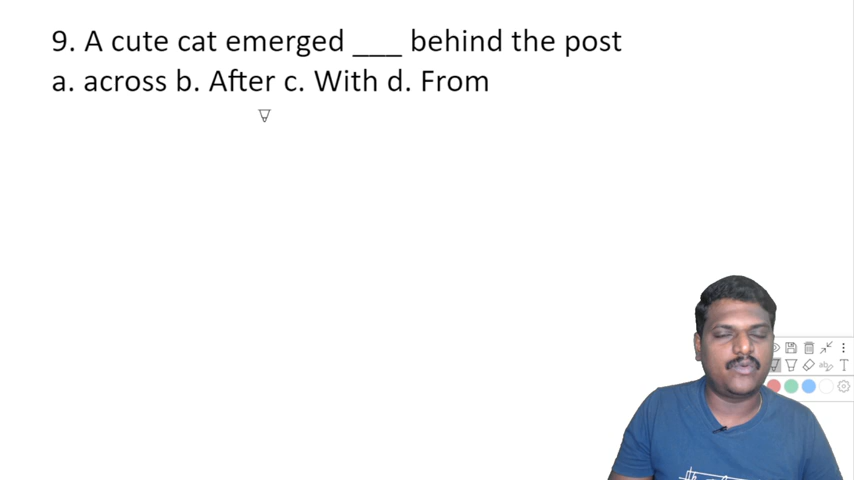 9. A cute cat emerged ___ behind the post
a. across b. After c. With d. From